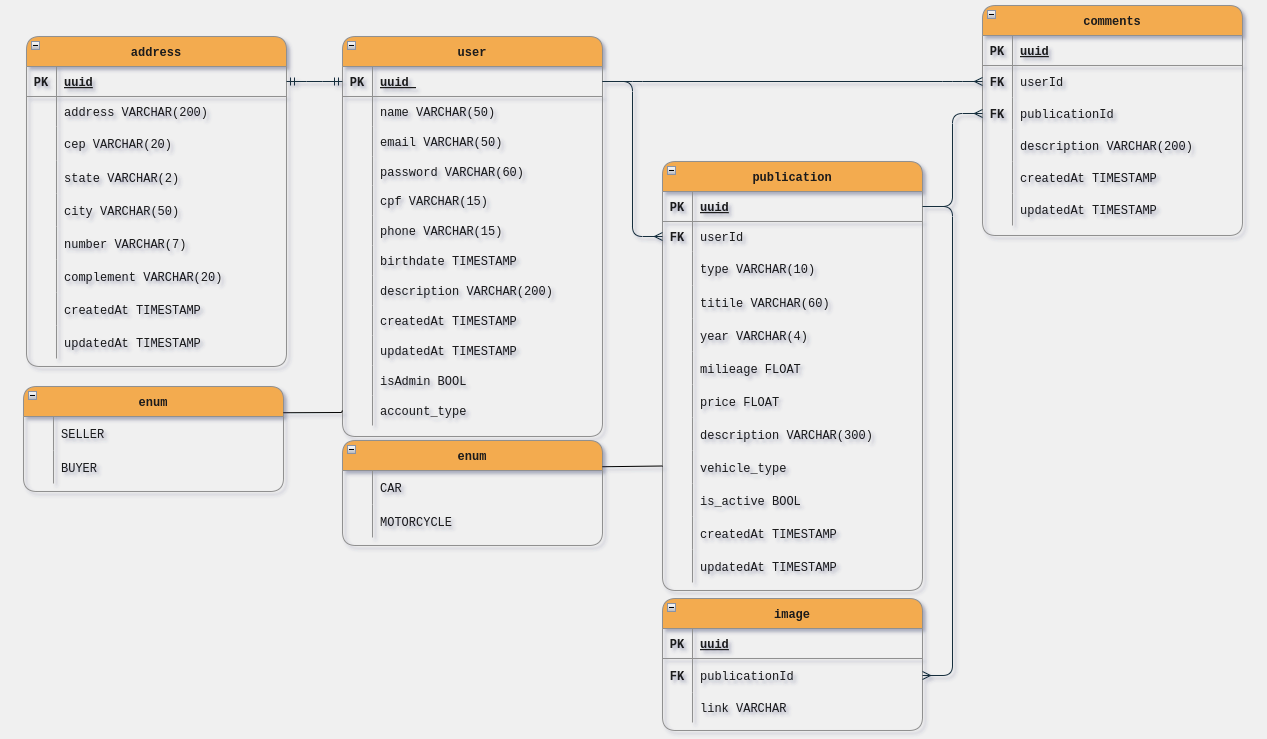 address
PK uuid
address VARCHAR(200)
cep VARCHAR(20)
state VARCHAR(2)
city VARCHAR(50)
number VARCHAR(7)
complement VARCHAR(20)
createdAt TIMESTAMP
updatedAt TIMESTAMP
user
PK uuid
name VARCHAR(50)
email VARCHAR(50)
password VARCHAR(60)
cpf VARCHAR(15)
phone VARCHAR(15)
birthdate TIMESTAMP
description VARCHAR(200)
createdAt TIMESTAMP
updatedAt TIMESTAMP
isAdmin BOOL
account_type
comments
PK uuid
FK userId
FK publicationId
description VARCHAR(200)
createdAt TIMESTAMP
updatedAt TIMESTAMP
publication
PK uuid
FK userId
type VARCHAR(10)
titile VARCHAR(60)
year VARCHAR(4)
milieage FLOAT
price FLOAT
description VARCHAR(300)
vehicle_type
is_active BOOL
createdAt TIMESTAMP
updatedAt TIMESTAMP
enum
SELLER
BUYER
enum
CAR
MOTORCYCLE
image
PK uuid
FK publicationId
link VARCHAR